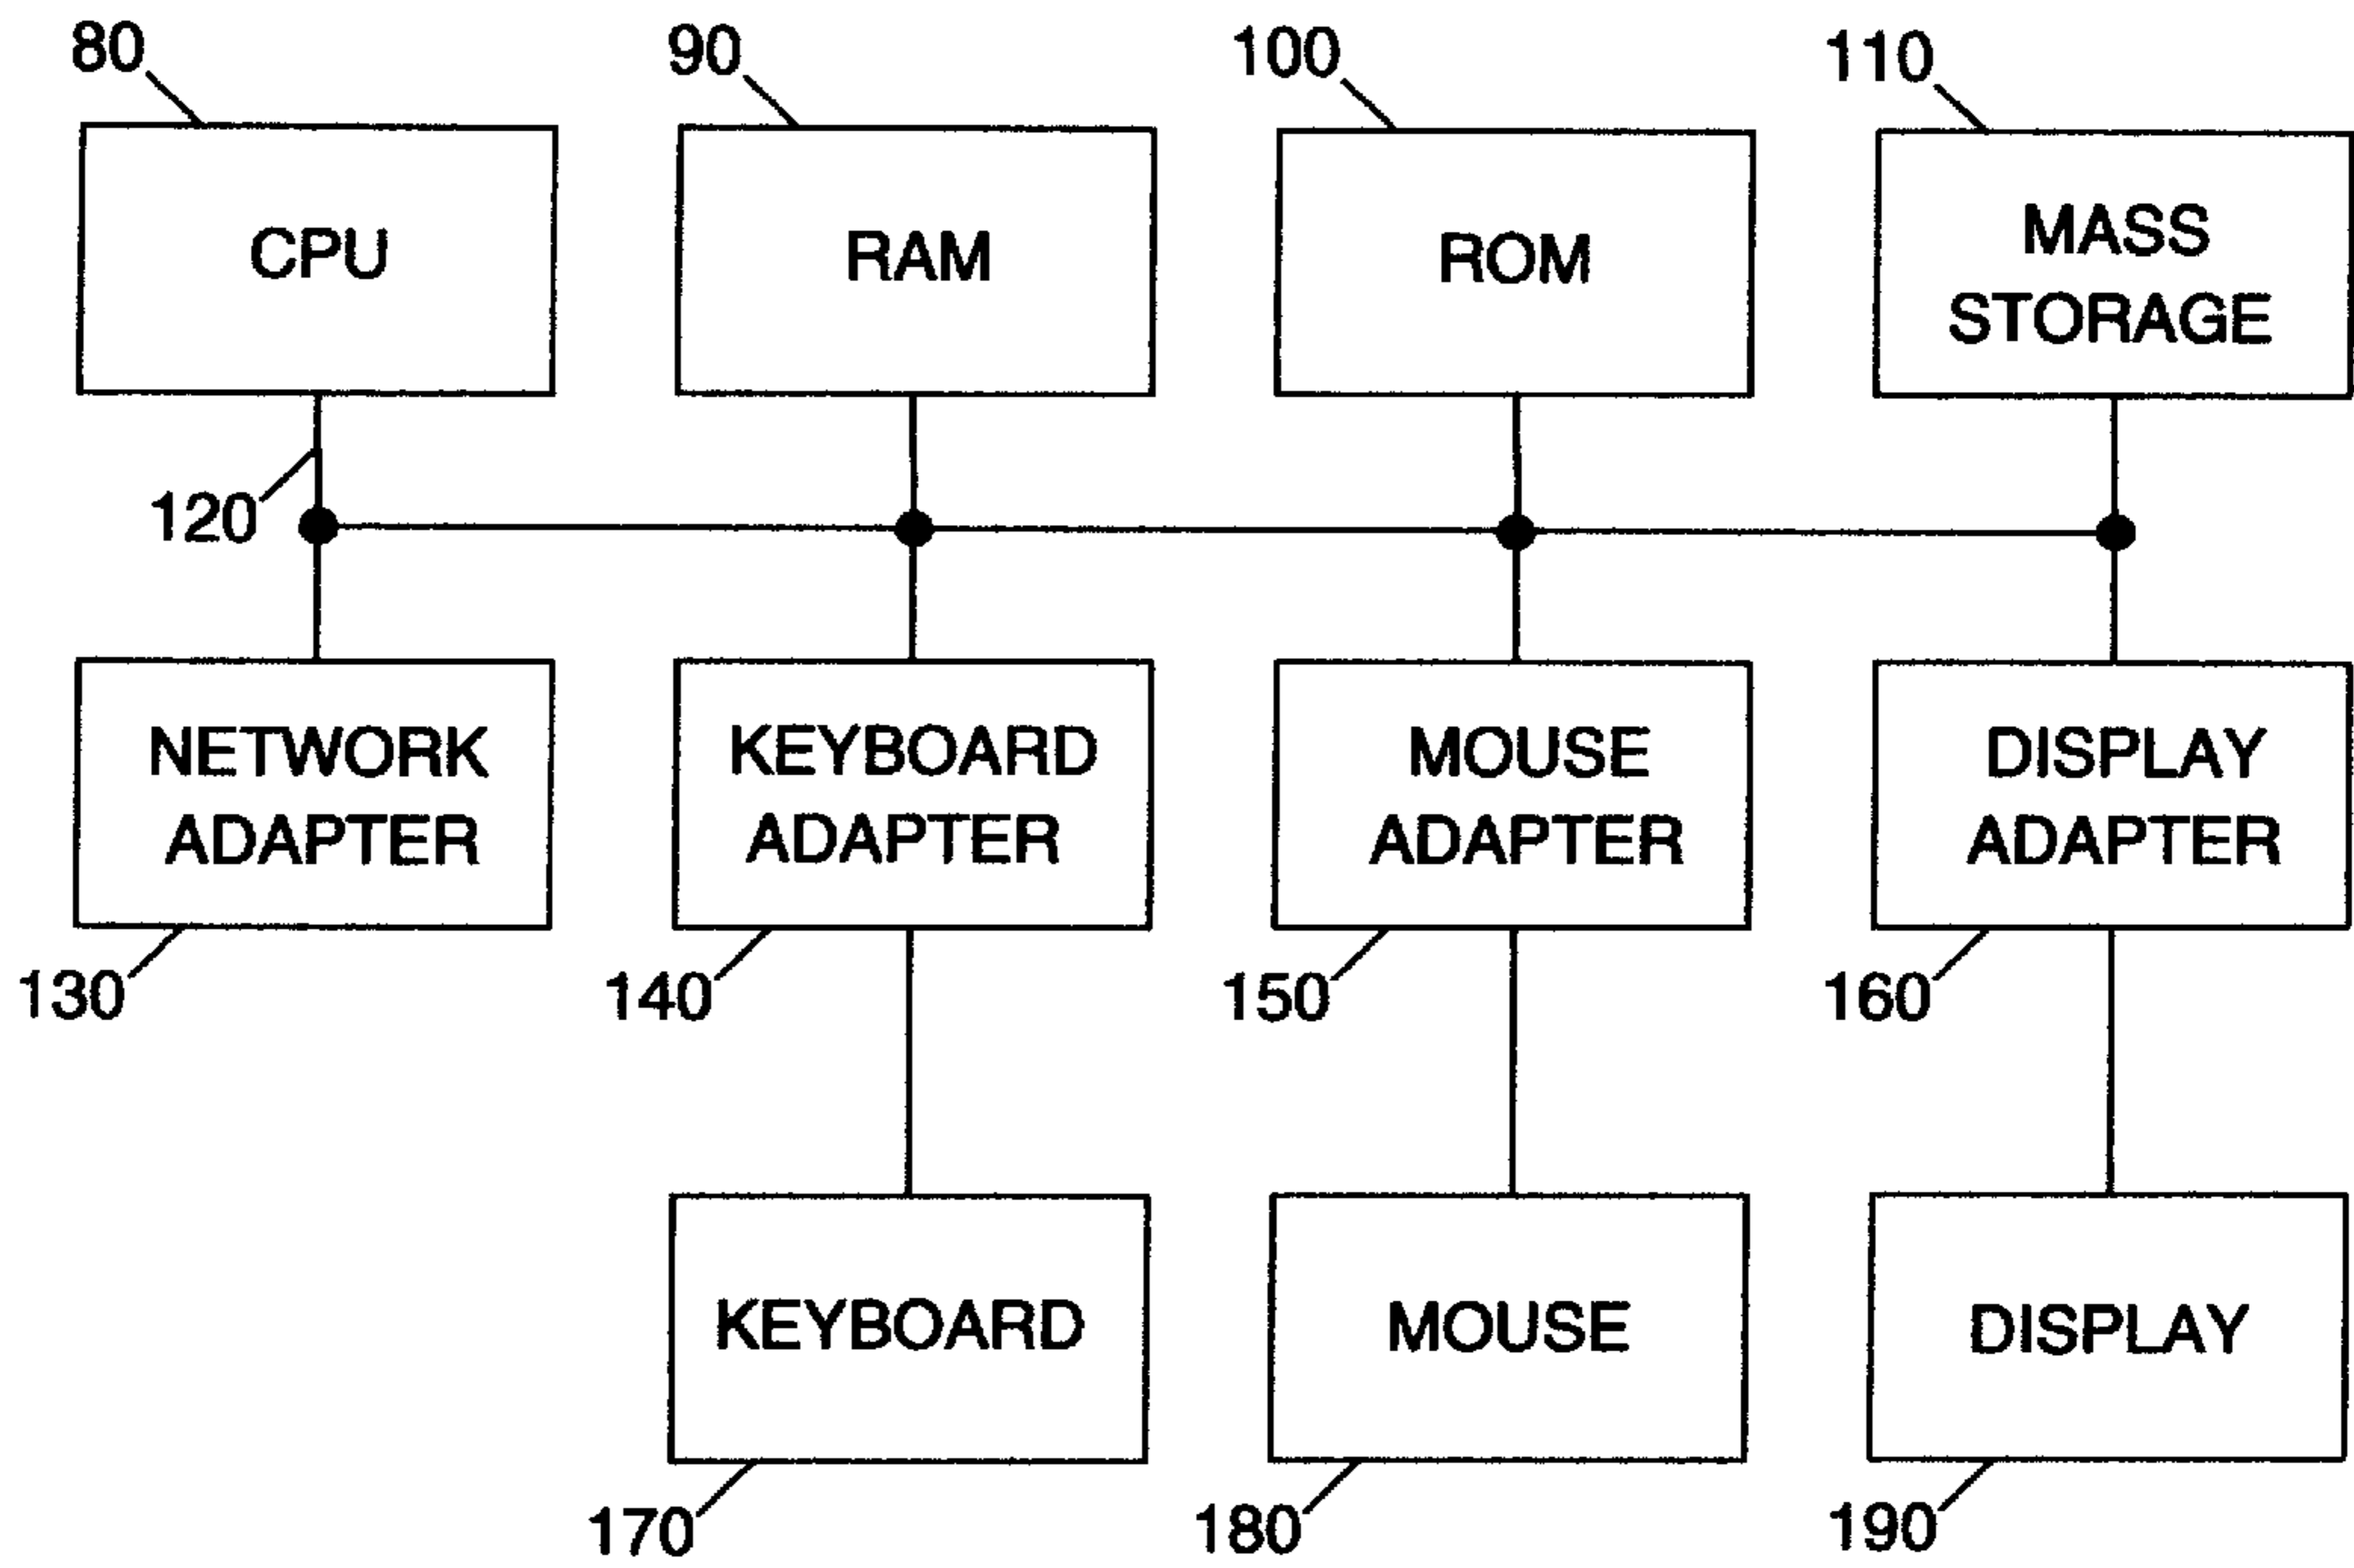 80
90
100
110
CPU
RAM
ROM
MASS
STORAGE
120
NETWORK
ADAPTER
KEYBOARD
ADAPTER
MOUSE
ADAPTER
DISPLAY
ADAPTER
130
140
150
160
KEYBOARD
MOUSE
DISPLAY
170
180
190